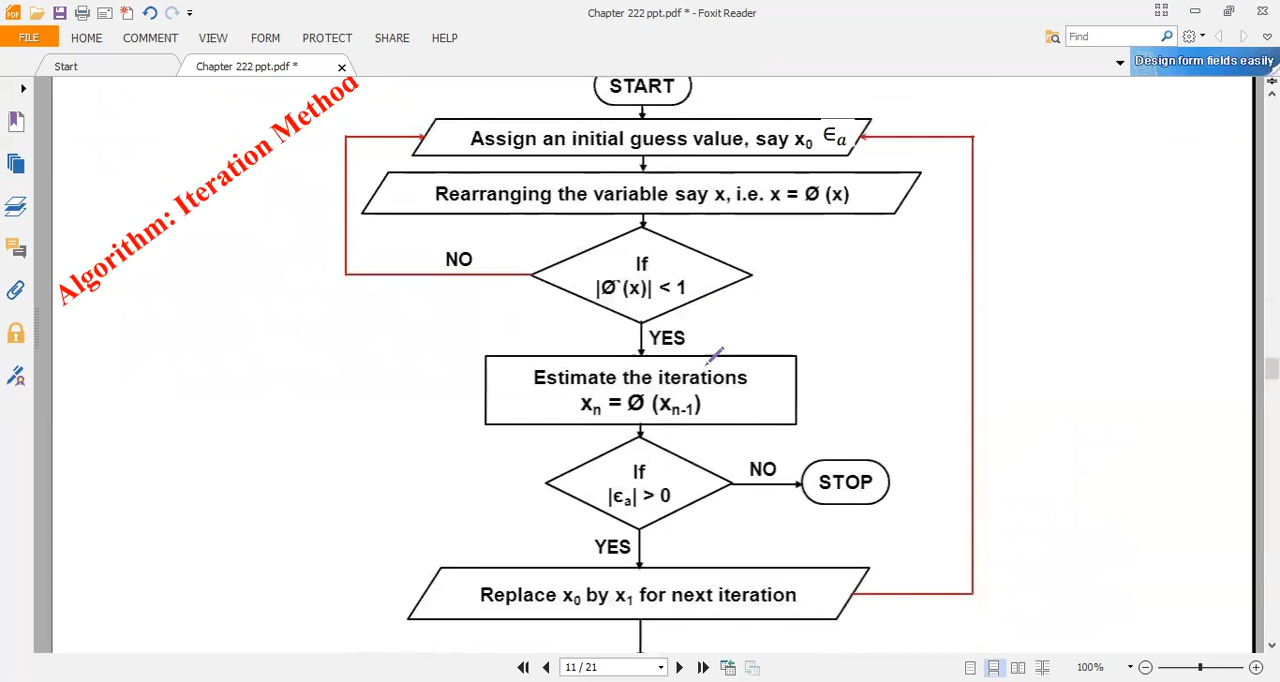 Chapter 222 ppt.pdf * - Foxit Reader
FILE HOME COMMENT VIEW FORM PROTECT SHARE HELP
Find
Start Chapter 222 ppt.pdf *
Design form fields easily
Algorithm: Iteration Method
START
Assign an initial guess value, say x₀ ∈ₐ
Rearranging the variable say x, i.e. x = Ø (x)
If
|Ø`(x)| < 1
NO
YES
Estimate the iterations
xₙ = Ø (xₙ₋₁)
If
|ϵₐ| > 0
NO
STOP
YES
Replace x₀ by x₁ for next iteration
11 / 21
100%